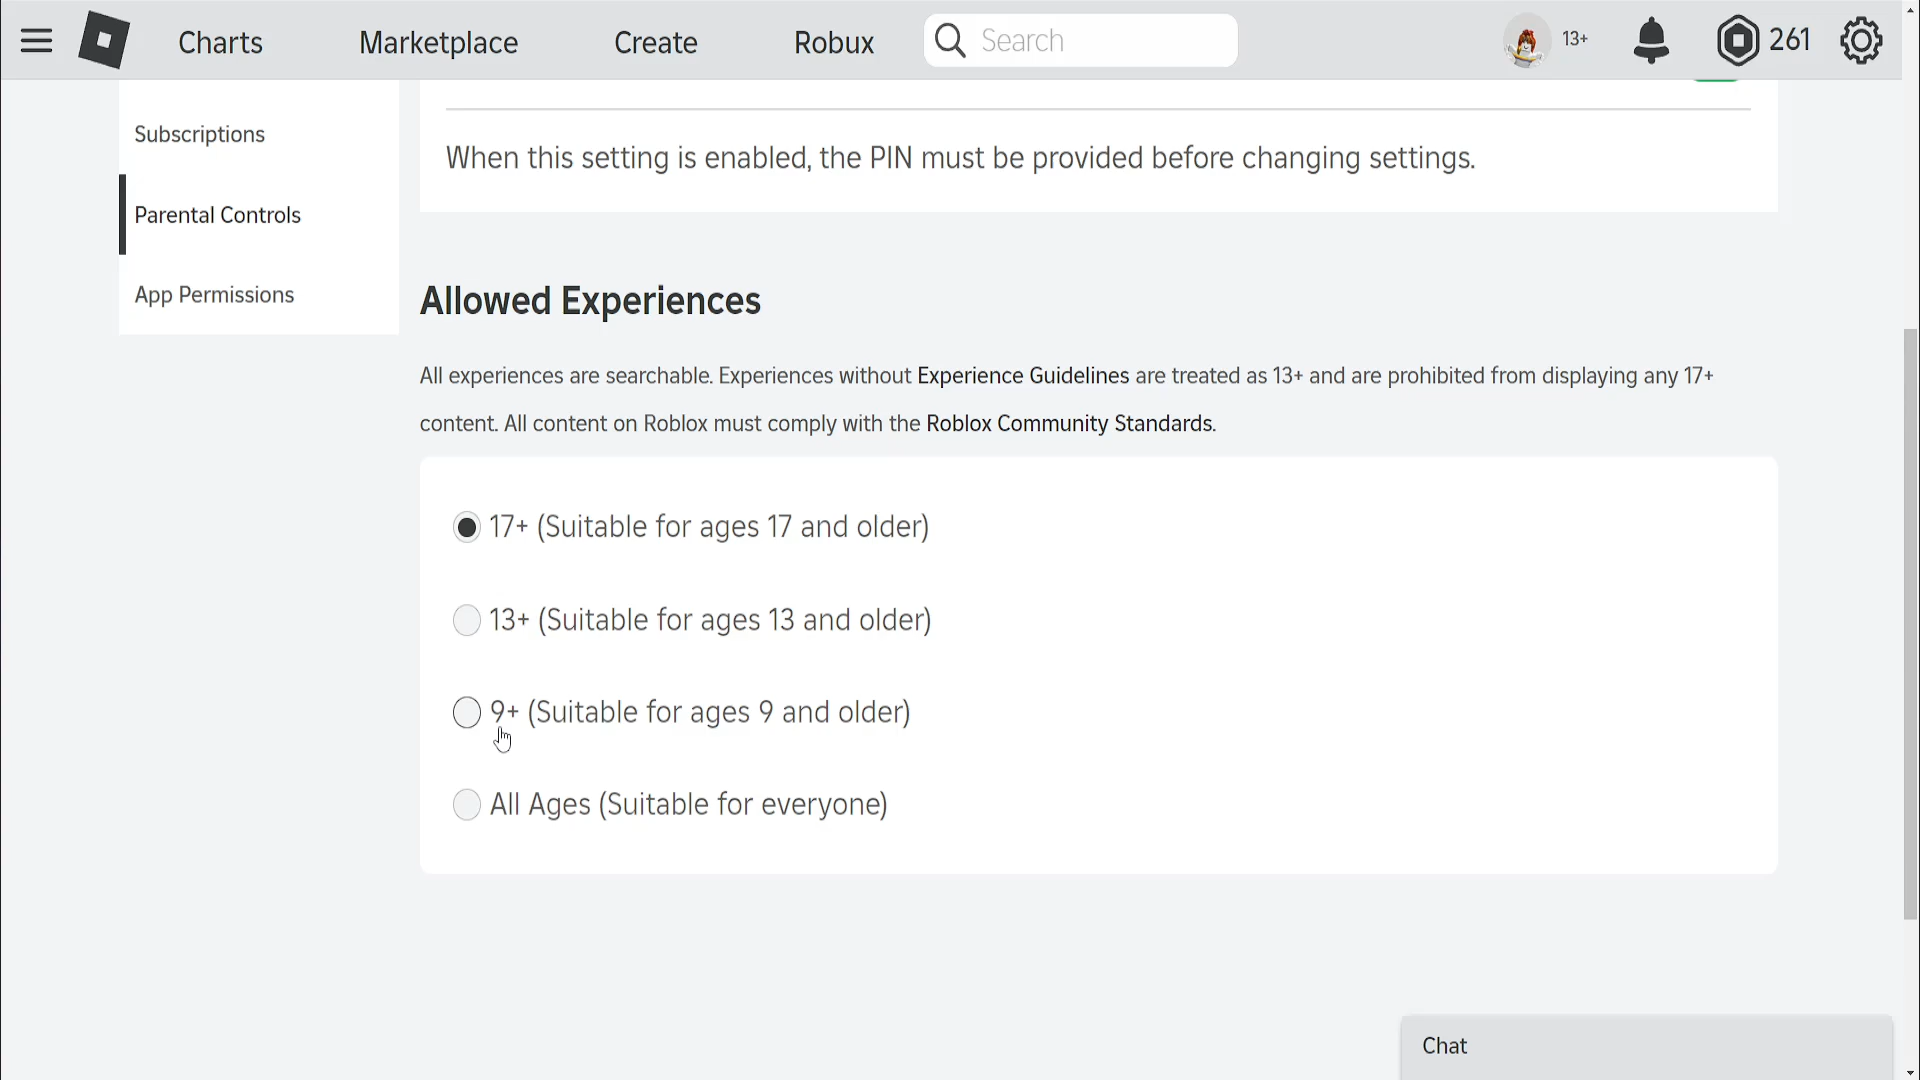 Charts
Marketplace
Create
Robux
Search
13+
261
Subscriptions
When this setting is enabled, the PIN must be provided before changing settings.
Parental Controls
App Permissions
Allowed Experiences
All experiences are searchable. Experiences without Experience Guidelines are treated as 13+ and are prohibited from displaying any 17+
content. All content on Roblox must comply with the Roblox Community Standards.
17+ (Suitable for ages 17 and older)
13+ (Suitable for ages 13 and older)
9+ (Suitable for ages 9 and older)
All Ages (Suitable for everyone)
Chat